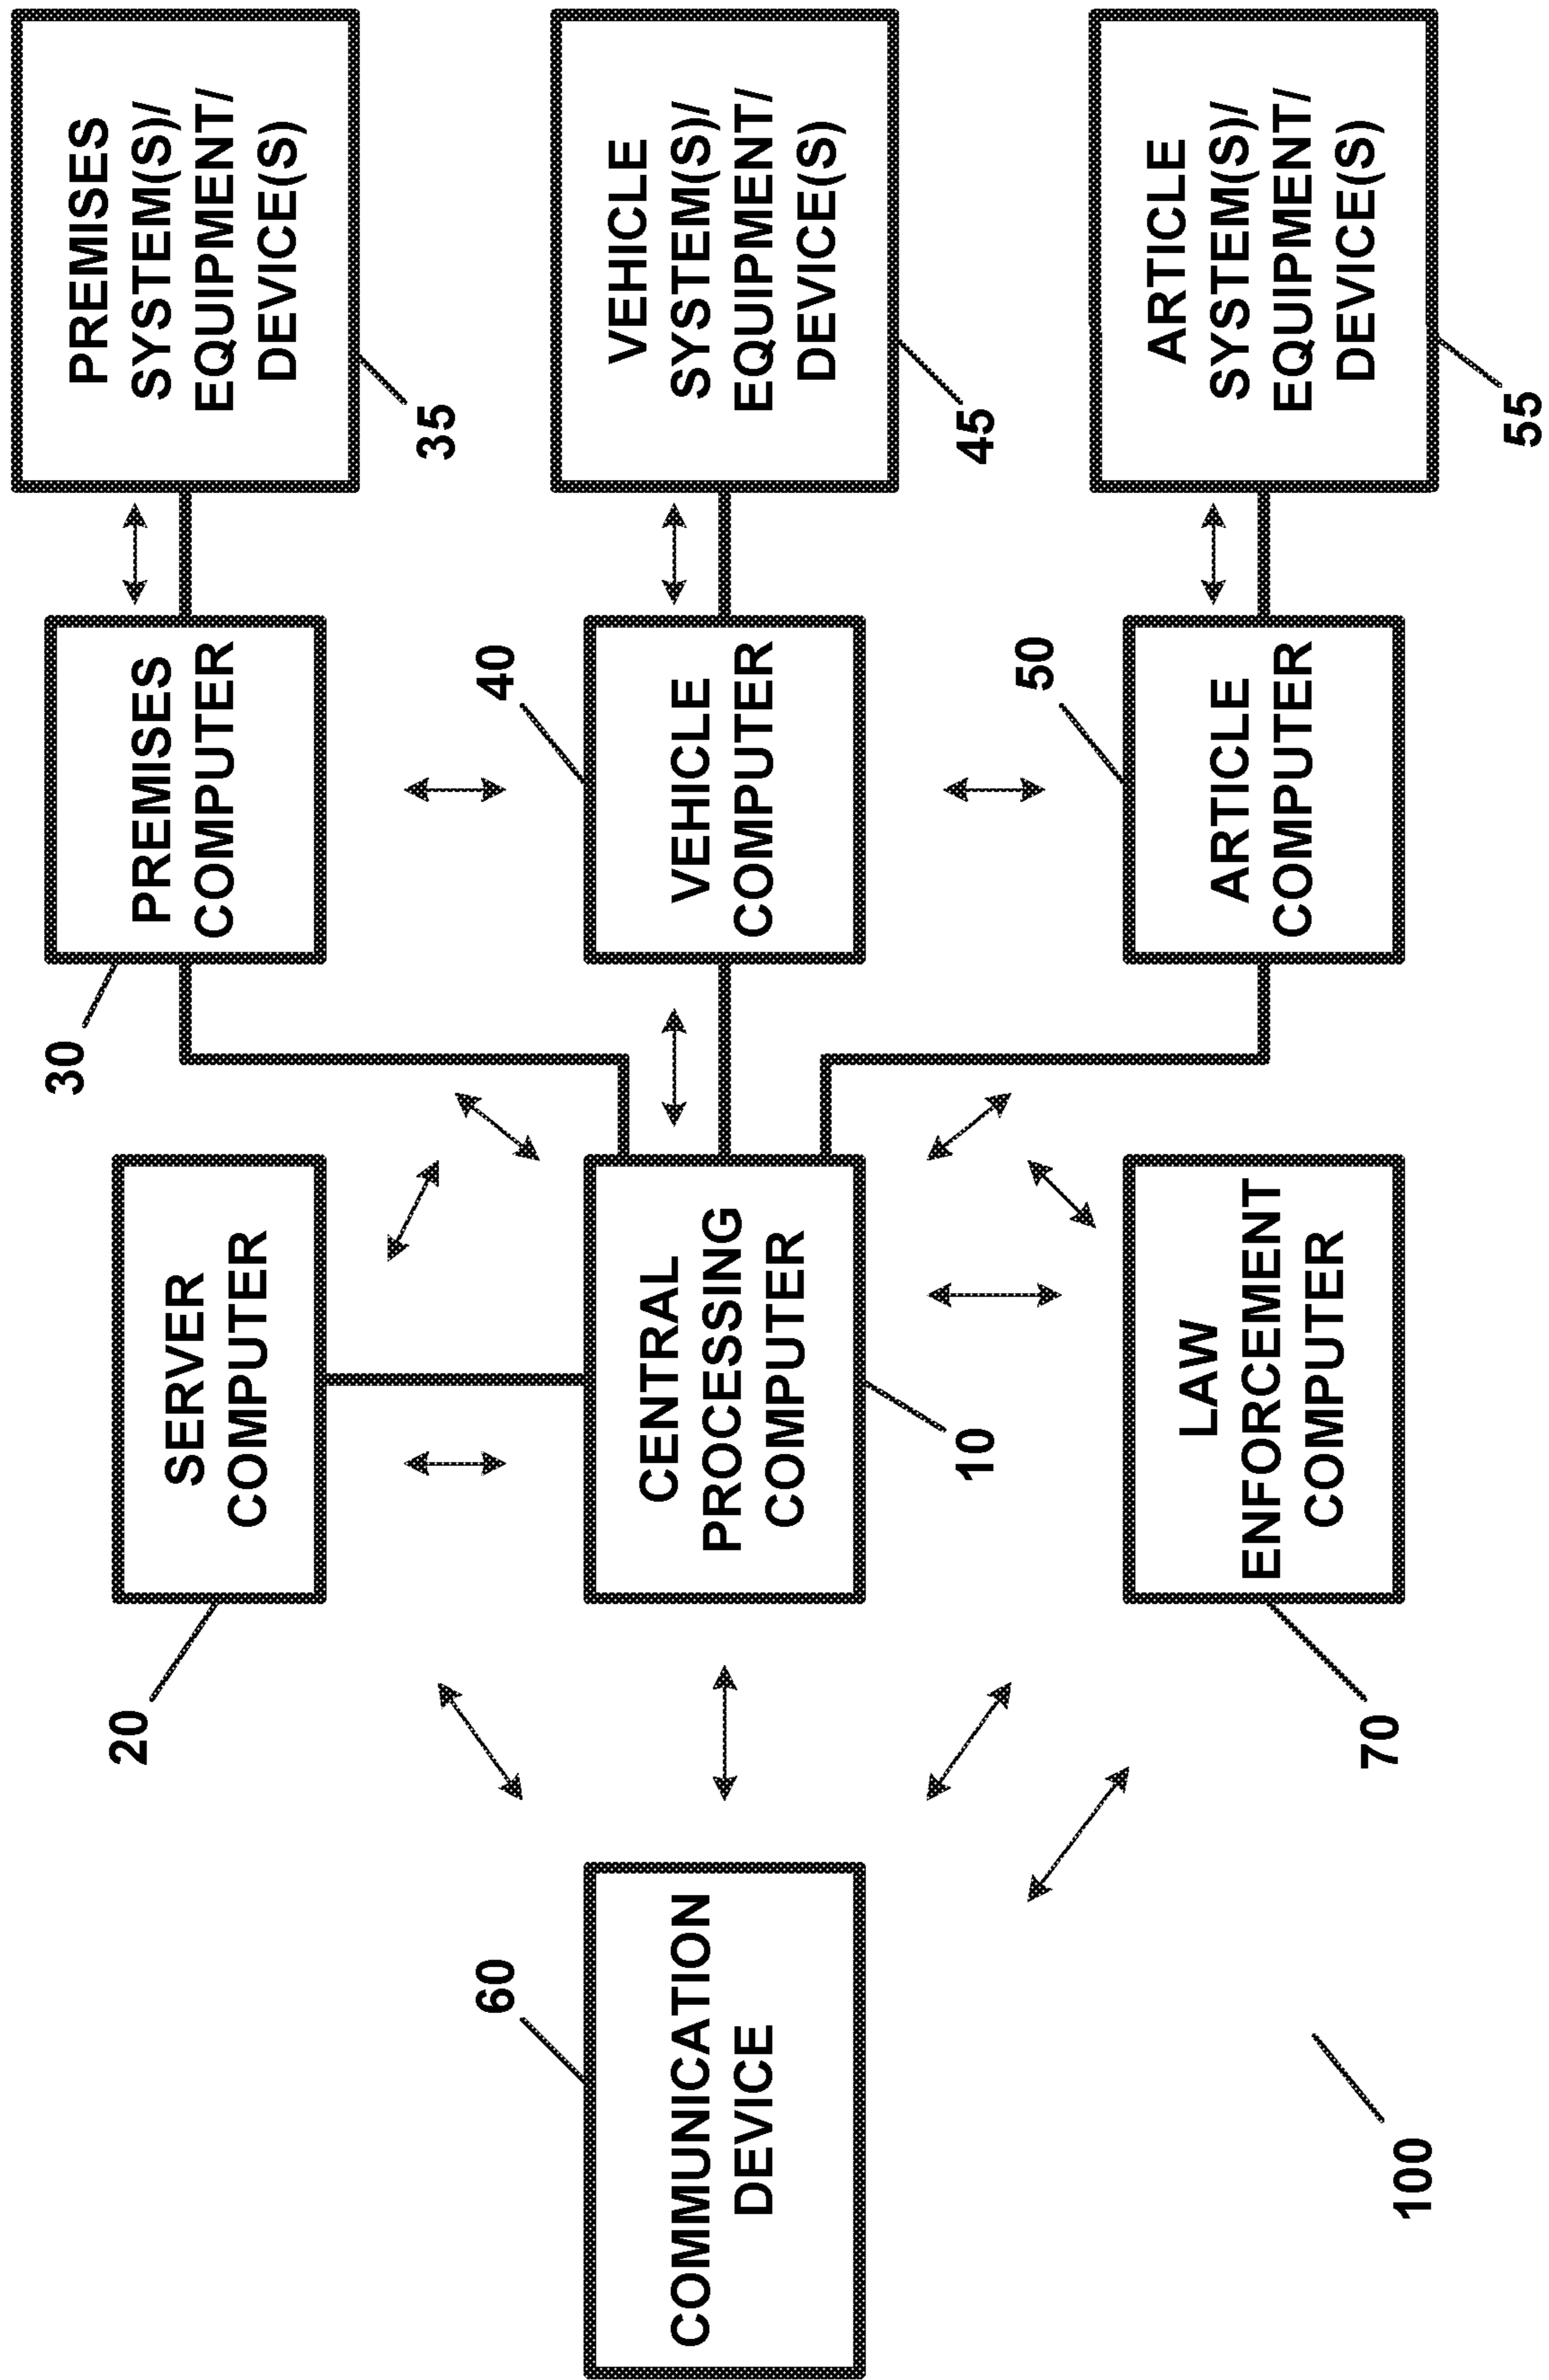 PREMISES
SYSTEM(S)/
EQUIPMENT/
DEVICE(S)
35
PREMISES
COMPUTER
30
SERVER
COMPUTER
20
VEHICLE
SYSTEM(S)/
EQUIPMENT/
DEVICE(S)
45
VEHICLE
COMPUTER
40
CENTRAL
PROCESSING
COMPUTER
10
COMMUNICATION
DEVICE
60
ARTICLE
SYSTEM(S)/
EQUIPMENT/
DEVICE(S)
55
ARTICLE
COMPUTER
50
LAW
ENFORCEMENT
COMPUTER
70
100